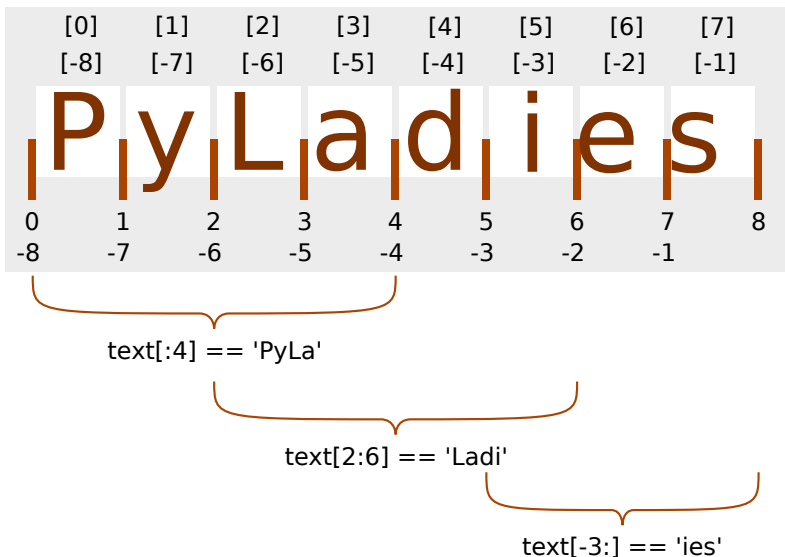 [0] [1] [2] [3] [4] [5] [6] [7]
[-8] [-7] [-6] [-5] [-4] [-3] [-2] [-1]
PyLadies
0 1 2 3 4 5 6 7 8
-8 -7 -6 -5 -4 -3 -2 -1
text[:4] == 'PyLa'
text[2:6] == 'Ladi'
text[-3:] == 'ies'